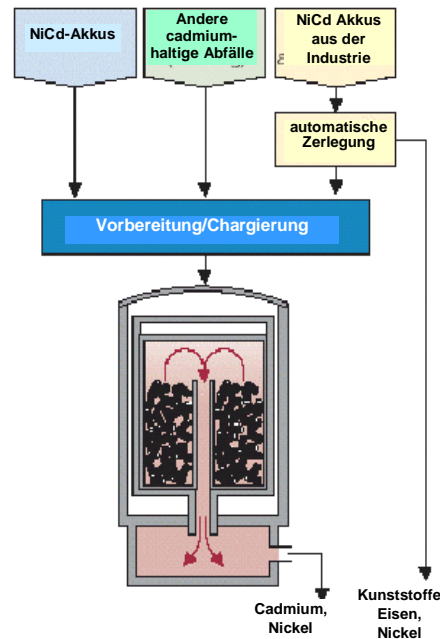 NiCd-Akkus
Andere
cadmium-
haltige Abfälle
NiCd Akkus
aus der
Industrie
automatische
Zerlegung
Vorbereitung/Chargierung
Cadmium,
Nickel
Kunststoffe
Eisen,
Nickel